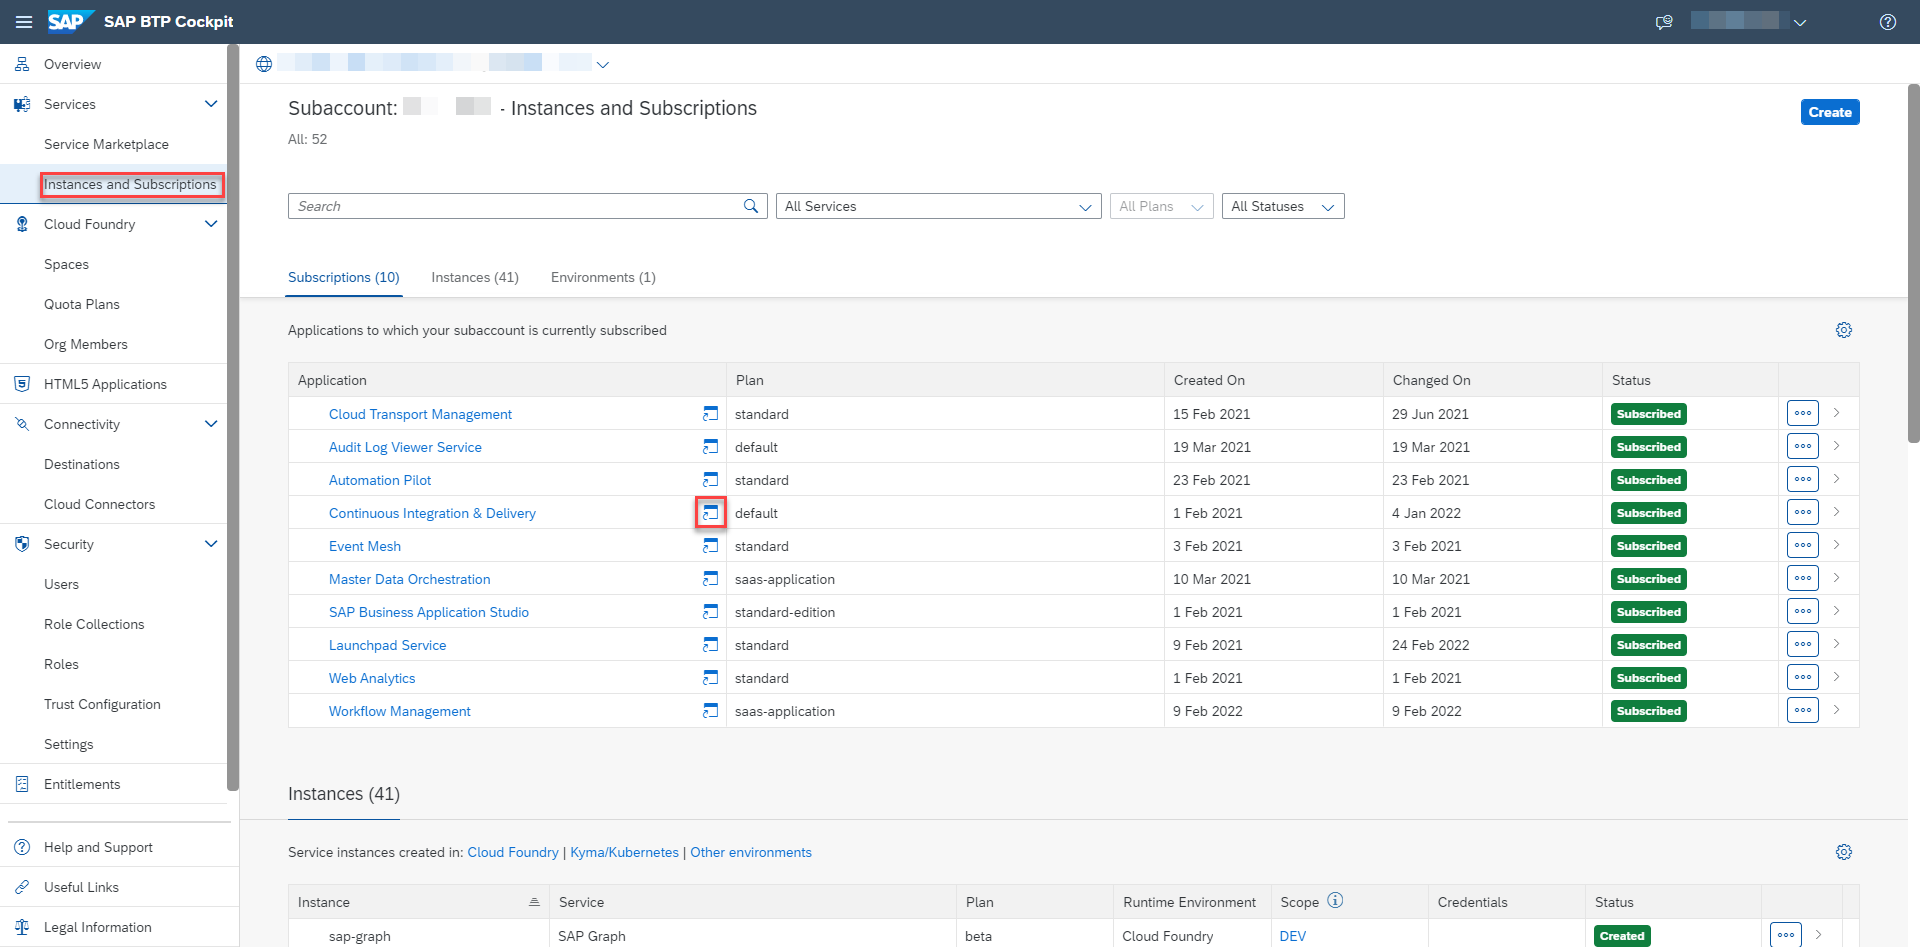 SAP SAP BTP Cockpit
Overview
Services
Service Marketplace
Instances and Subscriptions
Cloud Foundry
Spaces
Quota Plans
Org Members
HTML5 Applications
Connectivity
Destinations
Cloud Connectors
Security
Users
Role Collections
Roles
Trust Configuration
Settings
Entitlements
Help and Support
Useful Links
Legal Information
Subaccount: - Instances and Subscriptions
Create
All: 52
Search All Services All Plans All Statuses
Subscriptions (10) Instances (41) Environments (1)
Applications to which your subaccount is currently subscribed
Application Plan Created On Changed On Status
Cloud Transport Management standard 15 Feb 2021 29 Jun 2021 Subscribed
Audit Log Viewer Service default 19 Mar 2021 19 Mar 2021 Subscribed
Automation Pilot standard 23 Feb 2021 23 Feb 2021 Subscribed
Continuous Integration & Delivery default 1 Feb 2021 4 Jan 2022 Subscribed
Event Mesh standard 3 Feb 2021 3 Feb 2021 Subscribed
Master Data Orchestration saas-application 10 Mar 2021 10 Mar 2021 Subscribed
SAP Business Application Studio standard-edition 1 Feb 2021 1 Feb 2021 Subscribed
Launchpad Service standard 9 Feb 2021 24 Feb 2022 Subscribed
Web Analytics standard 1 Feb 2021 1 Feb 2021 Subscribed
Workflow Management saas-application 9 Feb 2022 9 Feb 2022 Subscribed
Instances (41)
Service instances created in: Cloud Foundry | Kyma/Kubernetes | Other environments
Instance Service Plan Runtime Environment Scope Credentials Status
sap-graph SAP Graph beta Cloud Foundry DEV Created